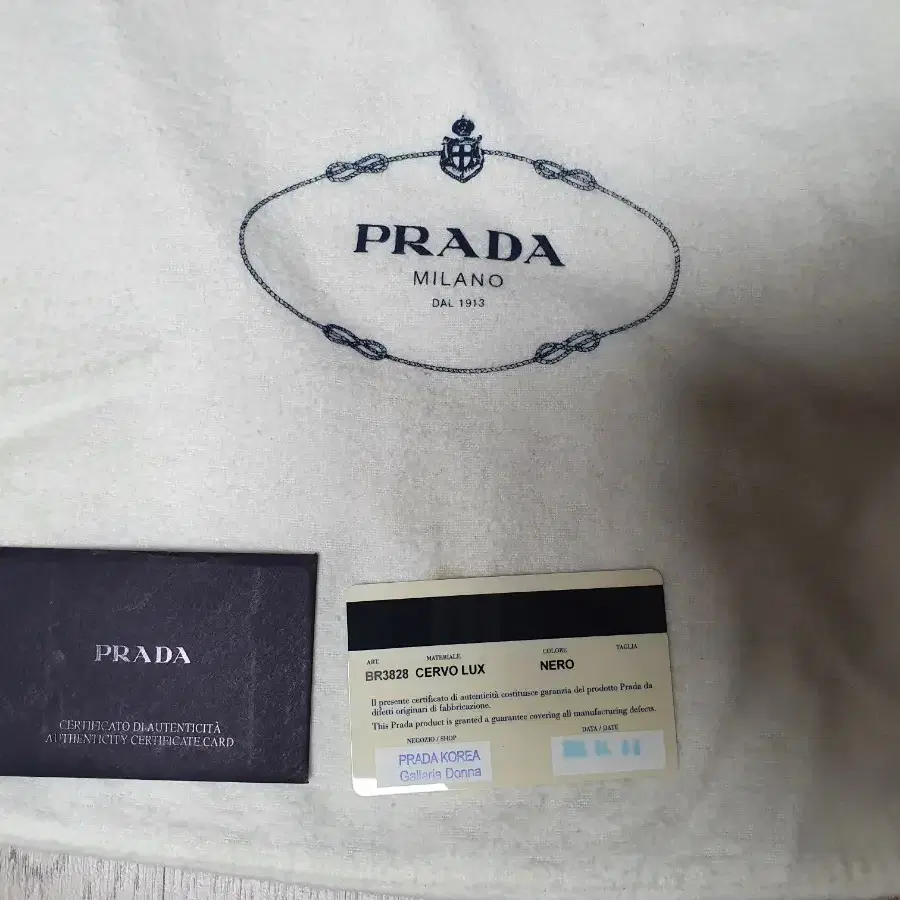 PRADA
MILANO
DAL 1913
PRADA
CERTIFICATO DI AUTENTICITÀ
AUTHENTICITY CERTIFICATE CARD
ART. MATERIALE COLORE TAGLIA
BR3828 CERVO LUX NERO
Il presente certificato di autenticità costituisce garanzia del prodotto Prada da
difetti originari di fabbricazione.
This Prada product is granted a guarantee covering all manufacturing defects.
NEGOZIO / SHOP DATA / DATE
PRADA KOREA
Gallaria Donna